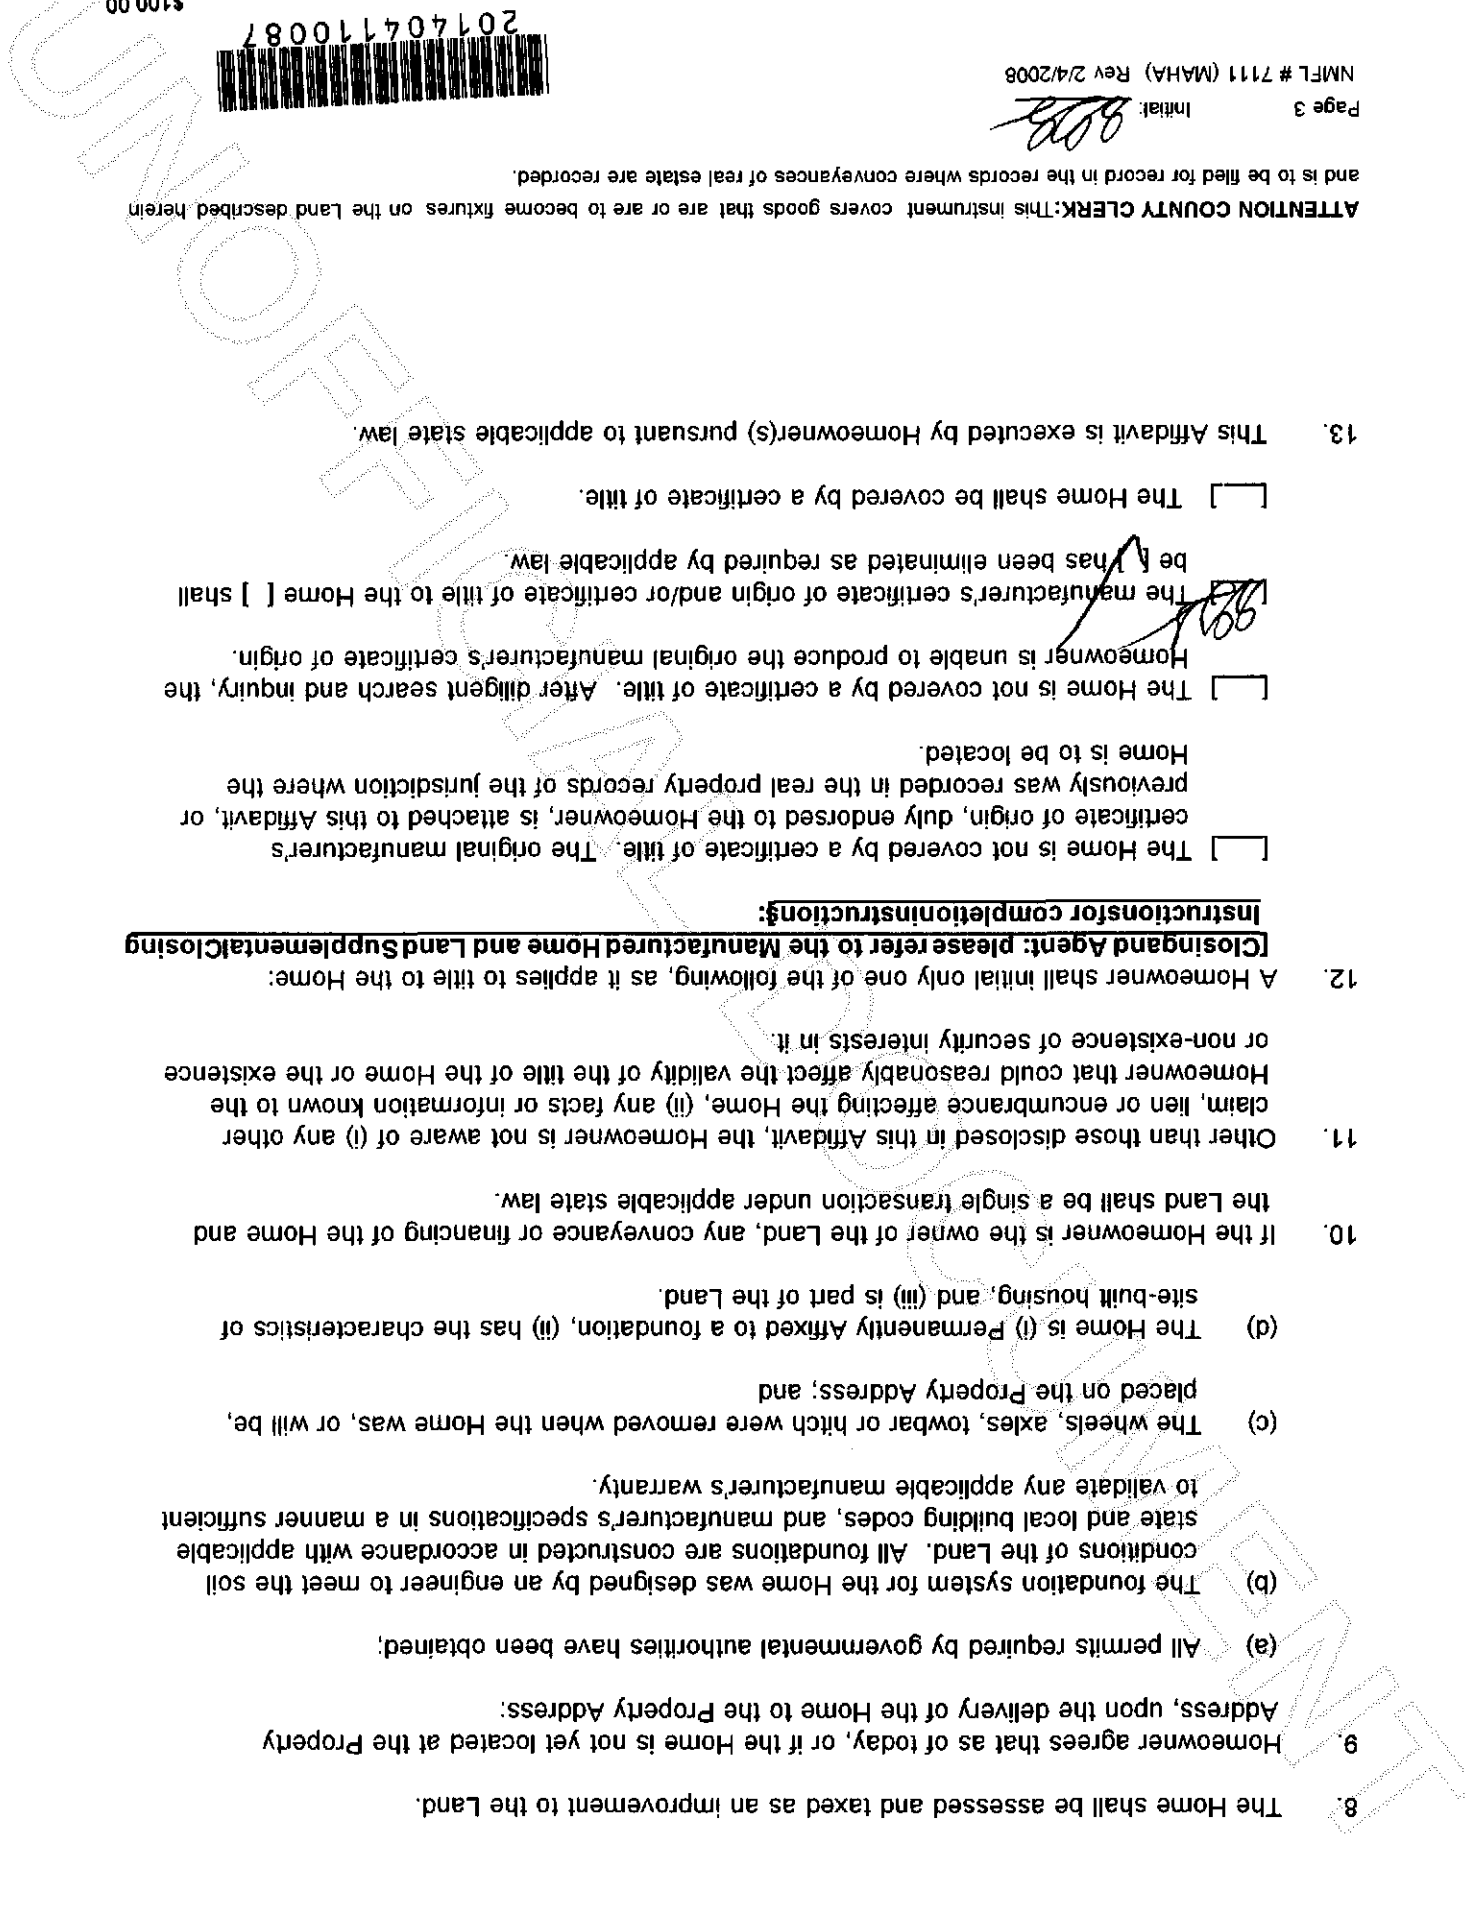 8. The Home shall be assessed and taxed as an improvement to the Land.
9. Homeowner agrees that as of today, or if the Home is not yet located at the Property
Address, upon the delivery of the Home to the Property Address:
(a) All permits required by governmental authorities have been obtained;
(b) The foundation system for the Home was designed by an engineer to meet the soil
conditions of the Land. All foundations are constructed in accordance with applicable
state and local building codes, and manufacturer's specifications in a manner sufficient
to validate any applicable manufacturer's warranty.
(c) The wheels, axles, towbar or hitch were removed when the Home was, or will be,
placed on the Property Address; and
(d) The Home is (i) Permanently Affixed to a foundation, (ii) has the characteristics of
site-built housing, and (iii) is part of the Land.
10. If the Homeowner is the owner of the Land, any conveyance or financing of the Home and
the Land shall be a single transaction under applicable state law.
11. Other than those disclosed in this Affidavit, the Homeowner is not aware of (i) any other
claim, lien or encumbrance affecting the Home, (ii) any facts or information known to the
Homeowner that could reasonably affect the validity of the title of the Home or the existence
or non-existence of security interests in it.
12. A Homeowner shall initial only one of the following, as it applies to title to the Home:
[Closingand Agent: please refer to the Manufactured Home and Land SupplementalClosing
Instructionsfor completioninstructions]:
[ ] The Home is not covered by a certificate of title. The original manufacturer's
certificate of origin, duly endorsed to the Homeowner, is attached to this Affidavit, or
previously was recorded in the real property records of the jurisdiction where the
Home is to be located.
[ ] The Home is not covered by a certificate of title. After diligent search and inquiry, the
Homeowner is unable to produce the original manufacturer's certificate of origin.
[ ] The manufacturer's certificate of origin and/or certificate of title to the Home [ ] shall
be [ ] has been eliminated as required by applicable law.
[ ] The Home shall be covered by a certificate of title.
13. This Affidavit is executed by Homeowner(s) pursuant to applicable state law.
ATTENTION COUNTY CLERK: This instrument covers goods that are or are to become fixtures on the Land described herein
and is to be filed for record in the records where conveyances of real estate are recorded.
Page 3 Initial:
NMFL # 7111 (MAHA) Rev 2/4/2008
201404110087
$100.00
UNOFFICIAL DOCUMENT